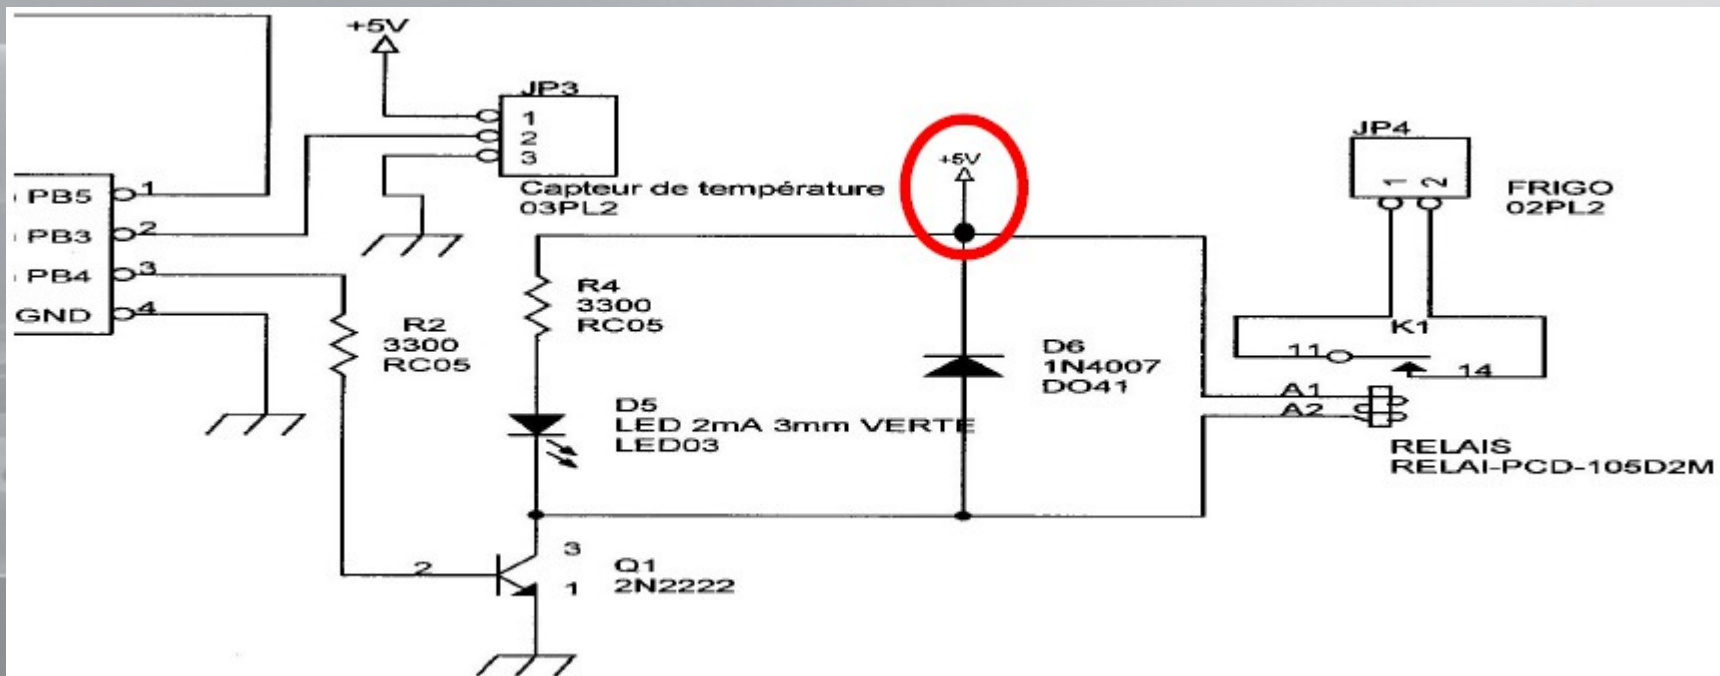 +5V
JP3
1
2
3
Capteur de température
03PL2
PB5
1
PB3
2
PB4
3
GND
4
R2
3300
RC05
R4
3300
RC05
+5V
D6
1N4007
DO41
D5
LED 2mA 3mm VERTE
LED03
JP4
1 2
FRIGO
02PL2
K1
11
14
A1
A2
RELAIS
RELAI-PCD-105D2M
2
3
1
Q1
2N2222